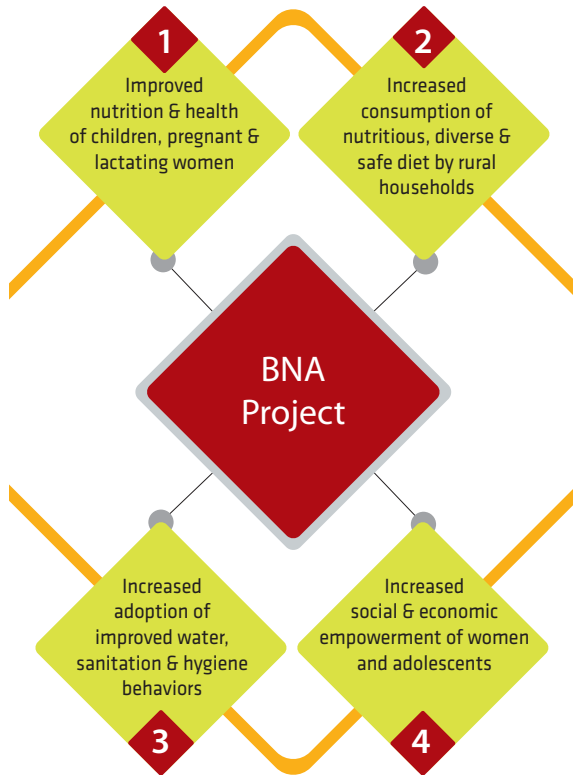 1
Improved
nutrition & health
of children, pregnant &
lactating women
2
Increased
consumption of
nutritious, diverse &
safe diet by rural
households
BNA
Project
Increased
adoption of
improved water,
sanitation & hygiene
behaviors
3
Increased
social & economic
empowerment of women
and adolescents
4